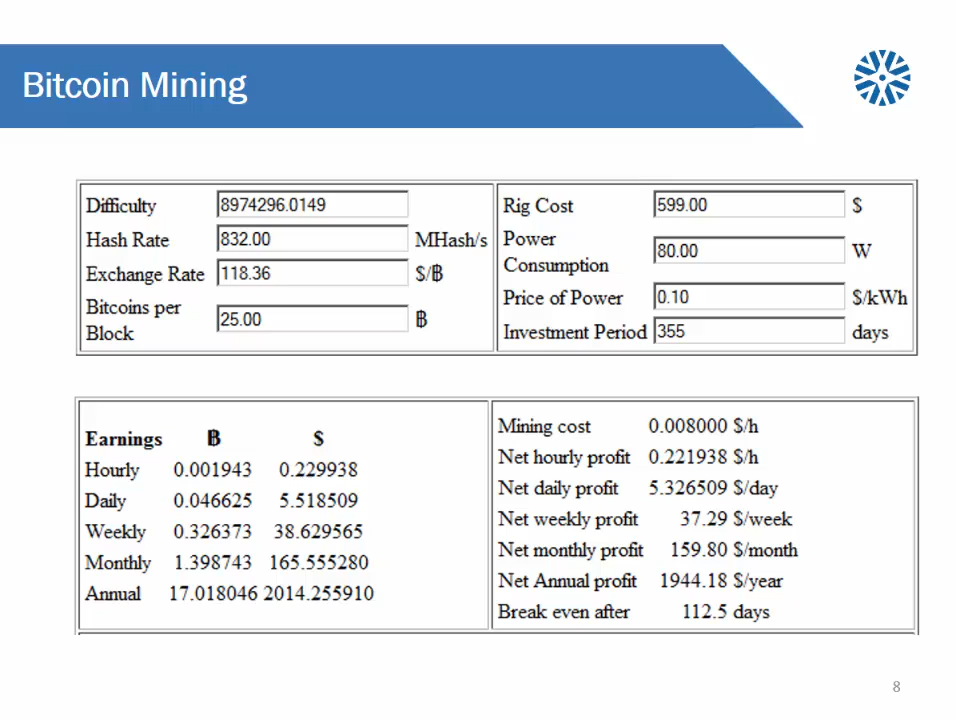 Bitcoin Mining
Difficulty 8974296.0149
Hash Rate 832.00 MHash/s
Exchange Rate 118.36 $/฿
Bitcoins per
Block 25.00 ฿
Rig Cost 599.00 $
Power
Consumption 80.00 W
Price of Power 0.10 $/kWh
Investment Period 355 days
Earnings ฿ $
Hourly 0.001943 0.229938
Daily 0.046625 5.518509
Weekly 0.326373 38.629565
Monthly 1.398743 165.555280
Annual 17.018046 2014.255910
Mining cost 0.008000 $/h
Net hourly profit 0.221938 $/h
Net daily profit 5.326509 $/day
Net weekly profit 37.29 $/week
Net monthly profit 159.80 $/month
Net Annual profit 1944.18 $/year
Break even after 112.5 days
8